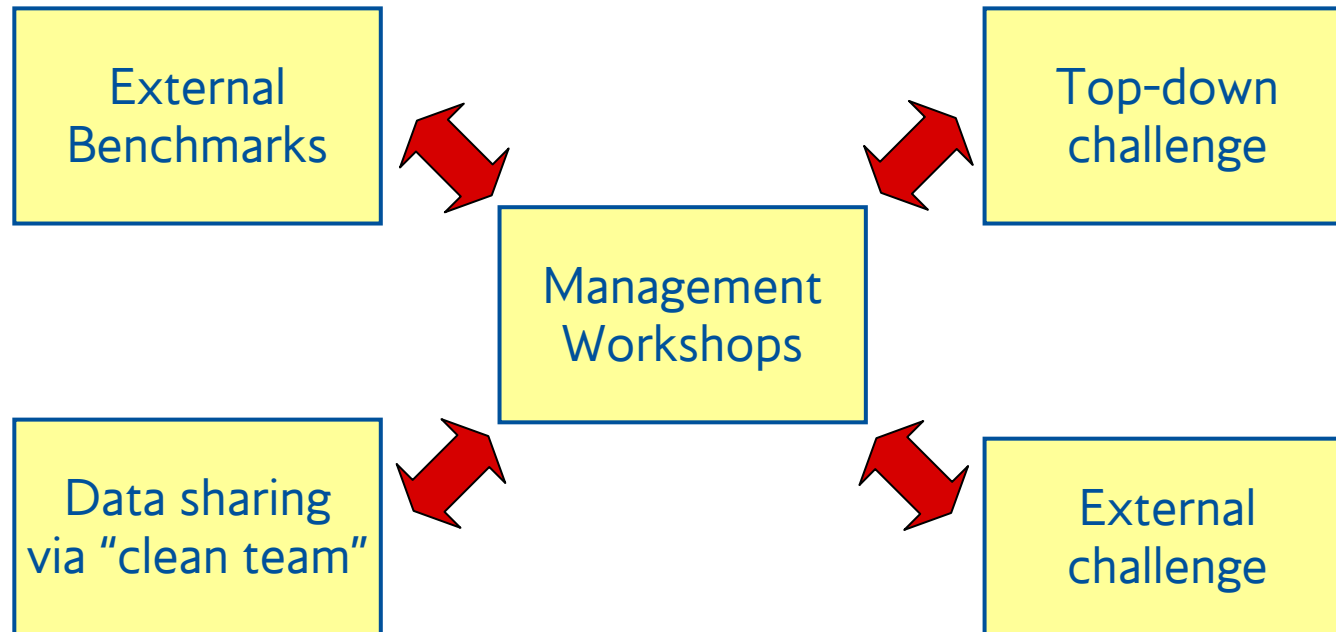 External
Benchmarks
Top-down
challenge
Management
Workshops
Data sharing
via “clean team”
External
challenge